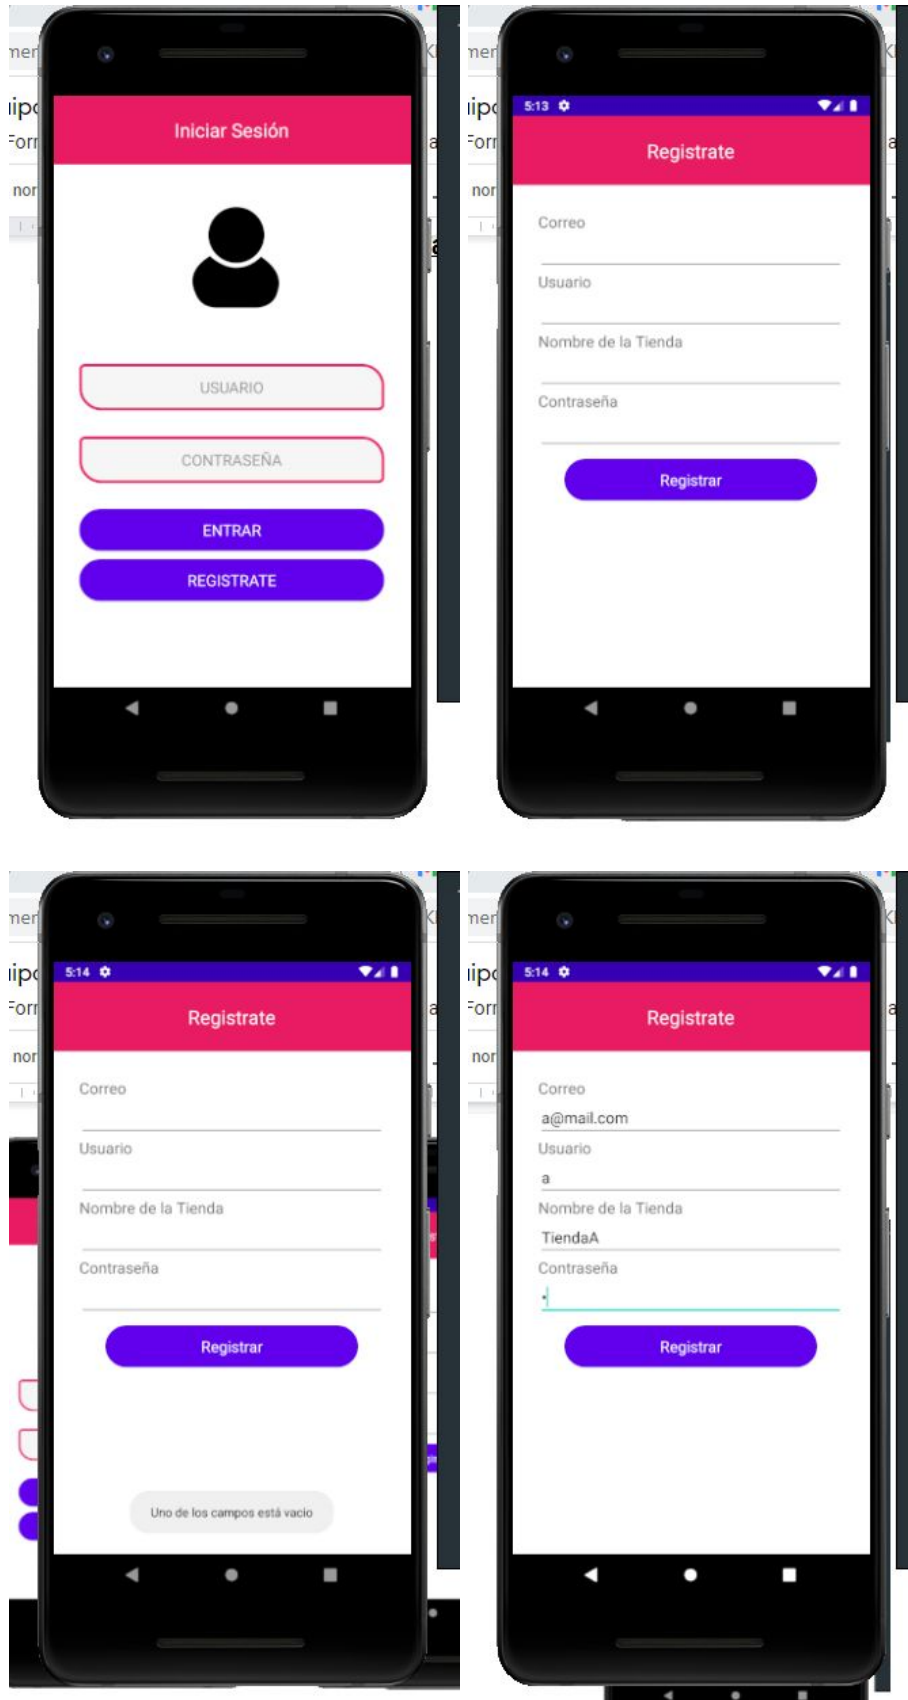 Iniciar Sesión
USUARIO
CONTRASEÑA
ENTRAR
REGISTRATE
5:13
Registrate
Correo
Usuario
Nombre de la Tienda
Contraseña
Registrar
5:14
Registrate
Correo
Usuario
Nombre de la Tienda
Contraseña
Registrar
Uno de los campos está vacio
5:14
Registrate
Correo
a@mail.com
Usuario
a
Nombre de la Tienda
TiendaA
Contraseña
•
Registrar